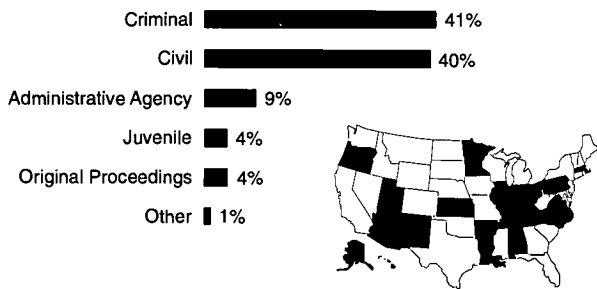 Criminal 41%
Civil 40%
Administrative Agency 9%
Juvenile 4%
Original Proceedings 4%
Other 1%